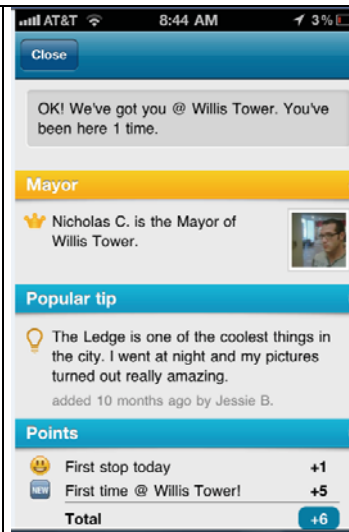 AT&T 8:44 AM 3%
Close
OK! We've got you @ Willis Tower. You've
been here 1 time.
Mayor
Nicholas C. is the Mayor of
Willis Tower.
Popular tip
The Ledge is one of the coolest things in
the city. I went at night and my pictures
turned out really amazing.
added 10 months ago by Jessie B.
Points
First stop today +1
NEW First time @ Willis Tower! +5
Total +6